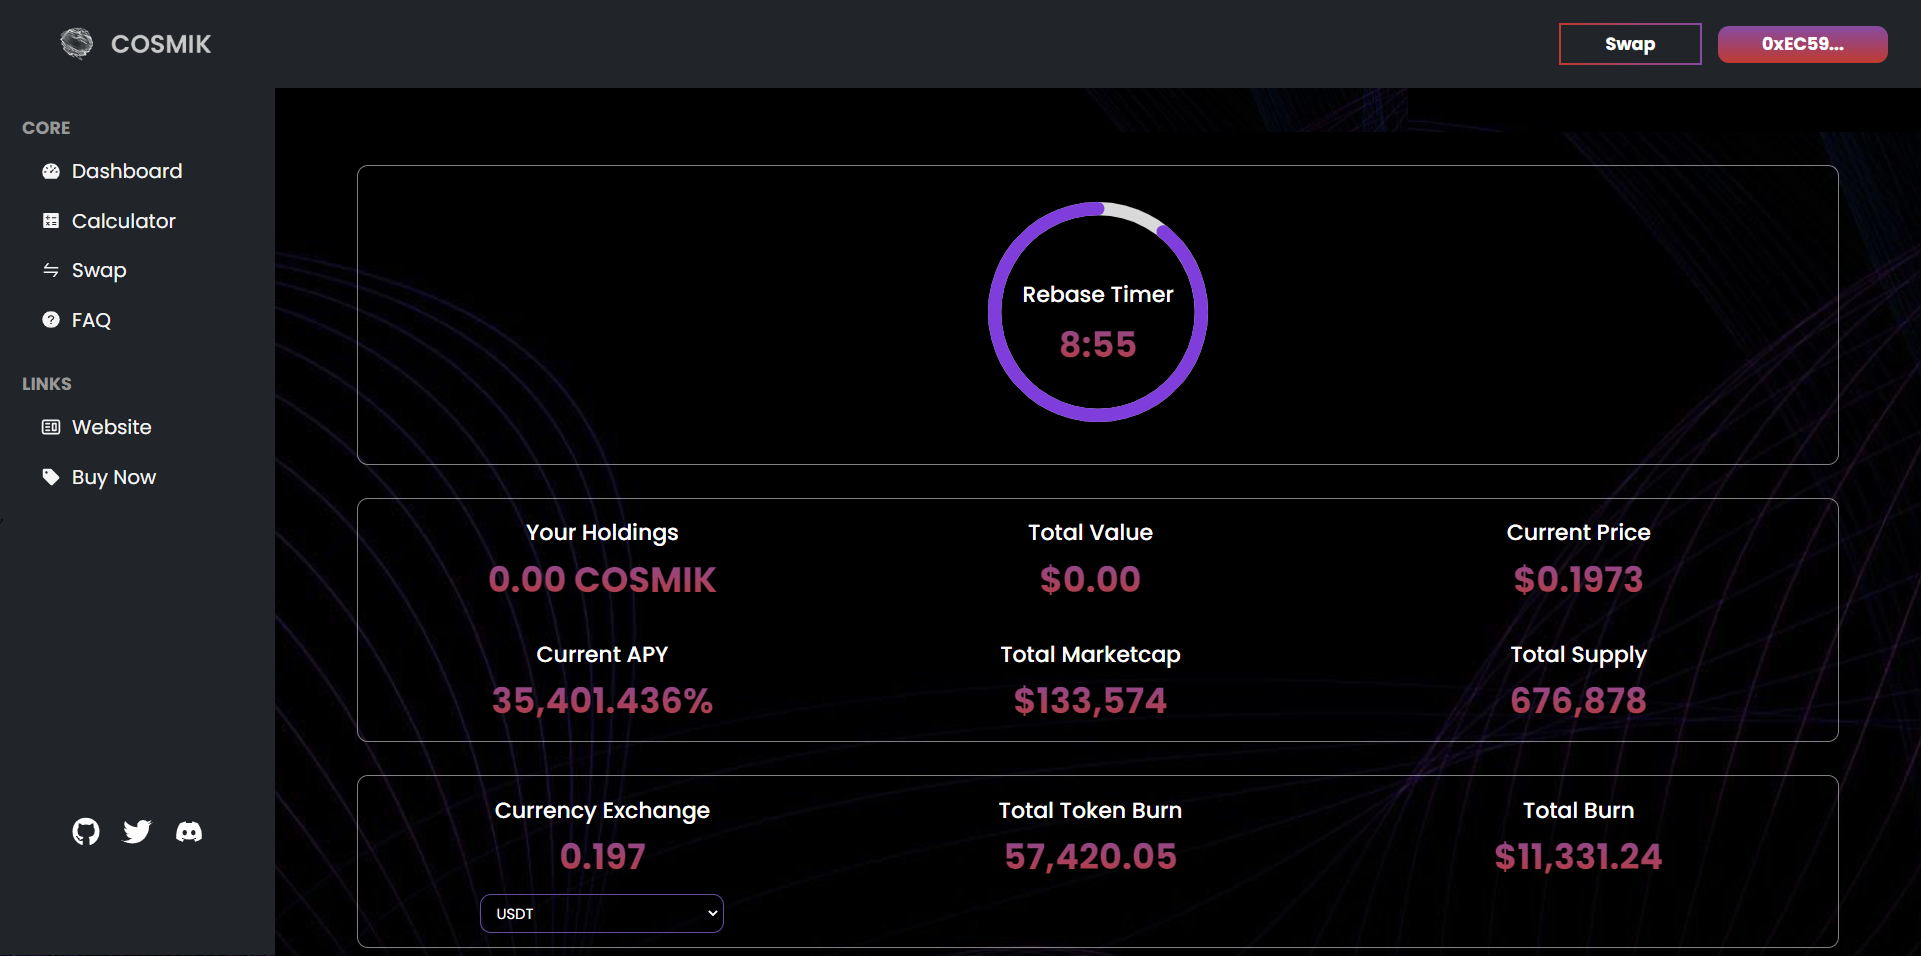 COSMIK
Swap
0xEC59...
CORE
Dashboard
Calculator
Swap
FAQ
LINKS
Website
Buy Now
Rebase Timer
8:55
Your Holdings
0.00 COSMIK
Total Value
$0.00
Current Price
$0.1973
Current APY
35,401.436%
Total Marketcap
$133,574
Total Supply
676,878
Currency Exchange
0.197
USDT
Total Token Burn
57,420.05
Total Burn
$11,331.24